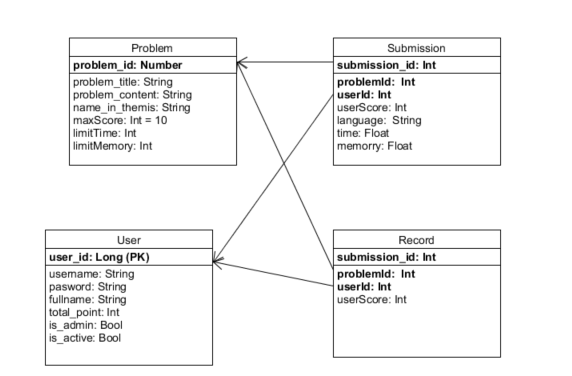 Problem
problem_id: Number
problem_title: String
problem_content: String
name_in_themis: String
maxScore: Int = 10
limitTime: Int
limitMemory: Int
Submission
submission_id: Int
problemId: Int
userId: Int
userScore: Int
language: String
time: Float
memorry: Float
User
user_id: Long (PK)
username: String
pasword: String
fullname: String
total_point: Int
is_admin: Bool
is_active: Bool
Record
submission_id: Int
problemId: Int
userId: Int
userScore: Int